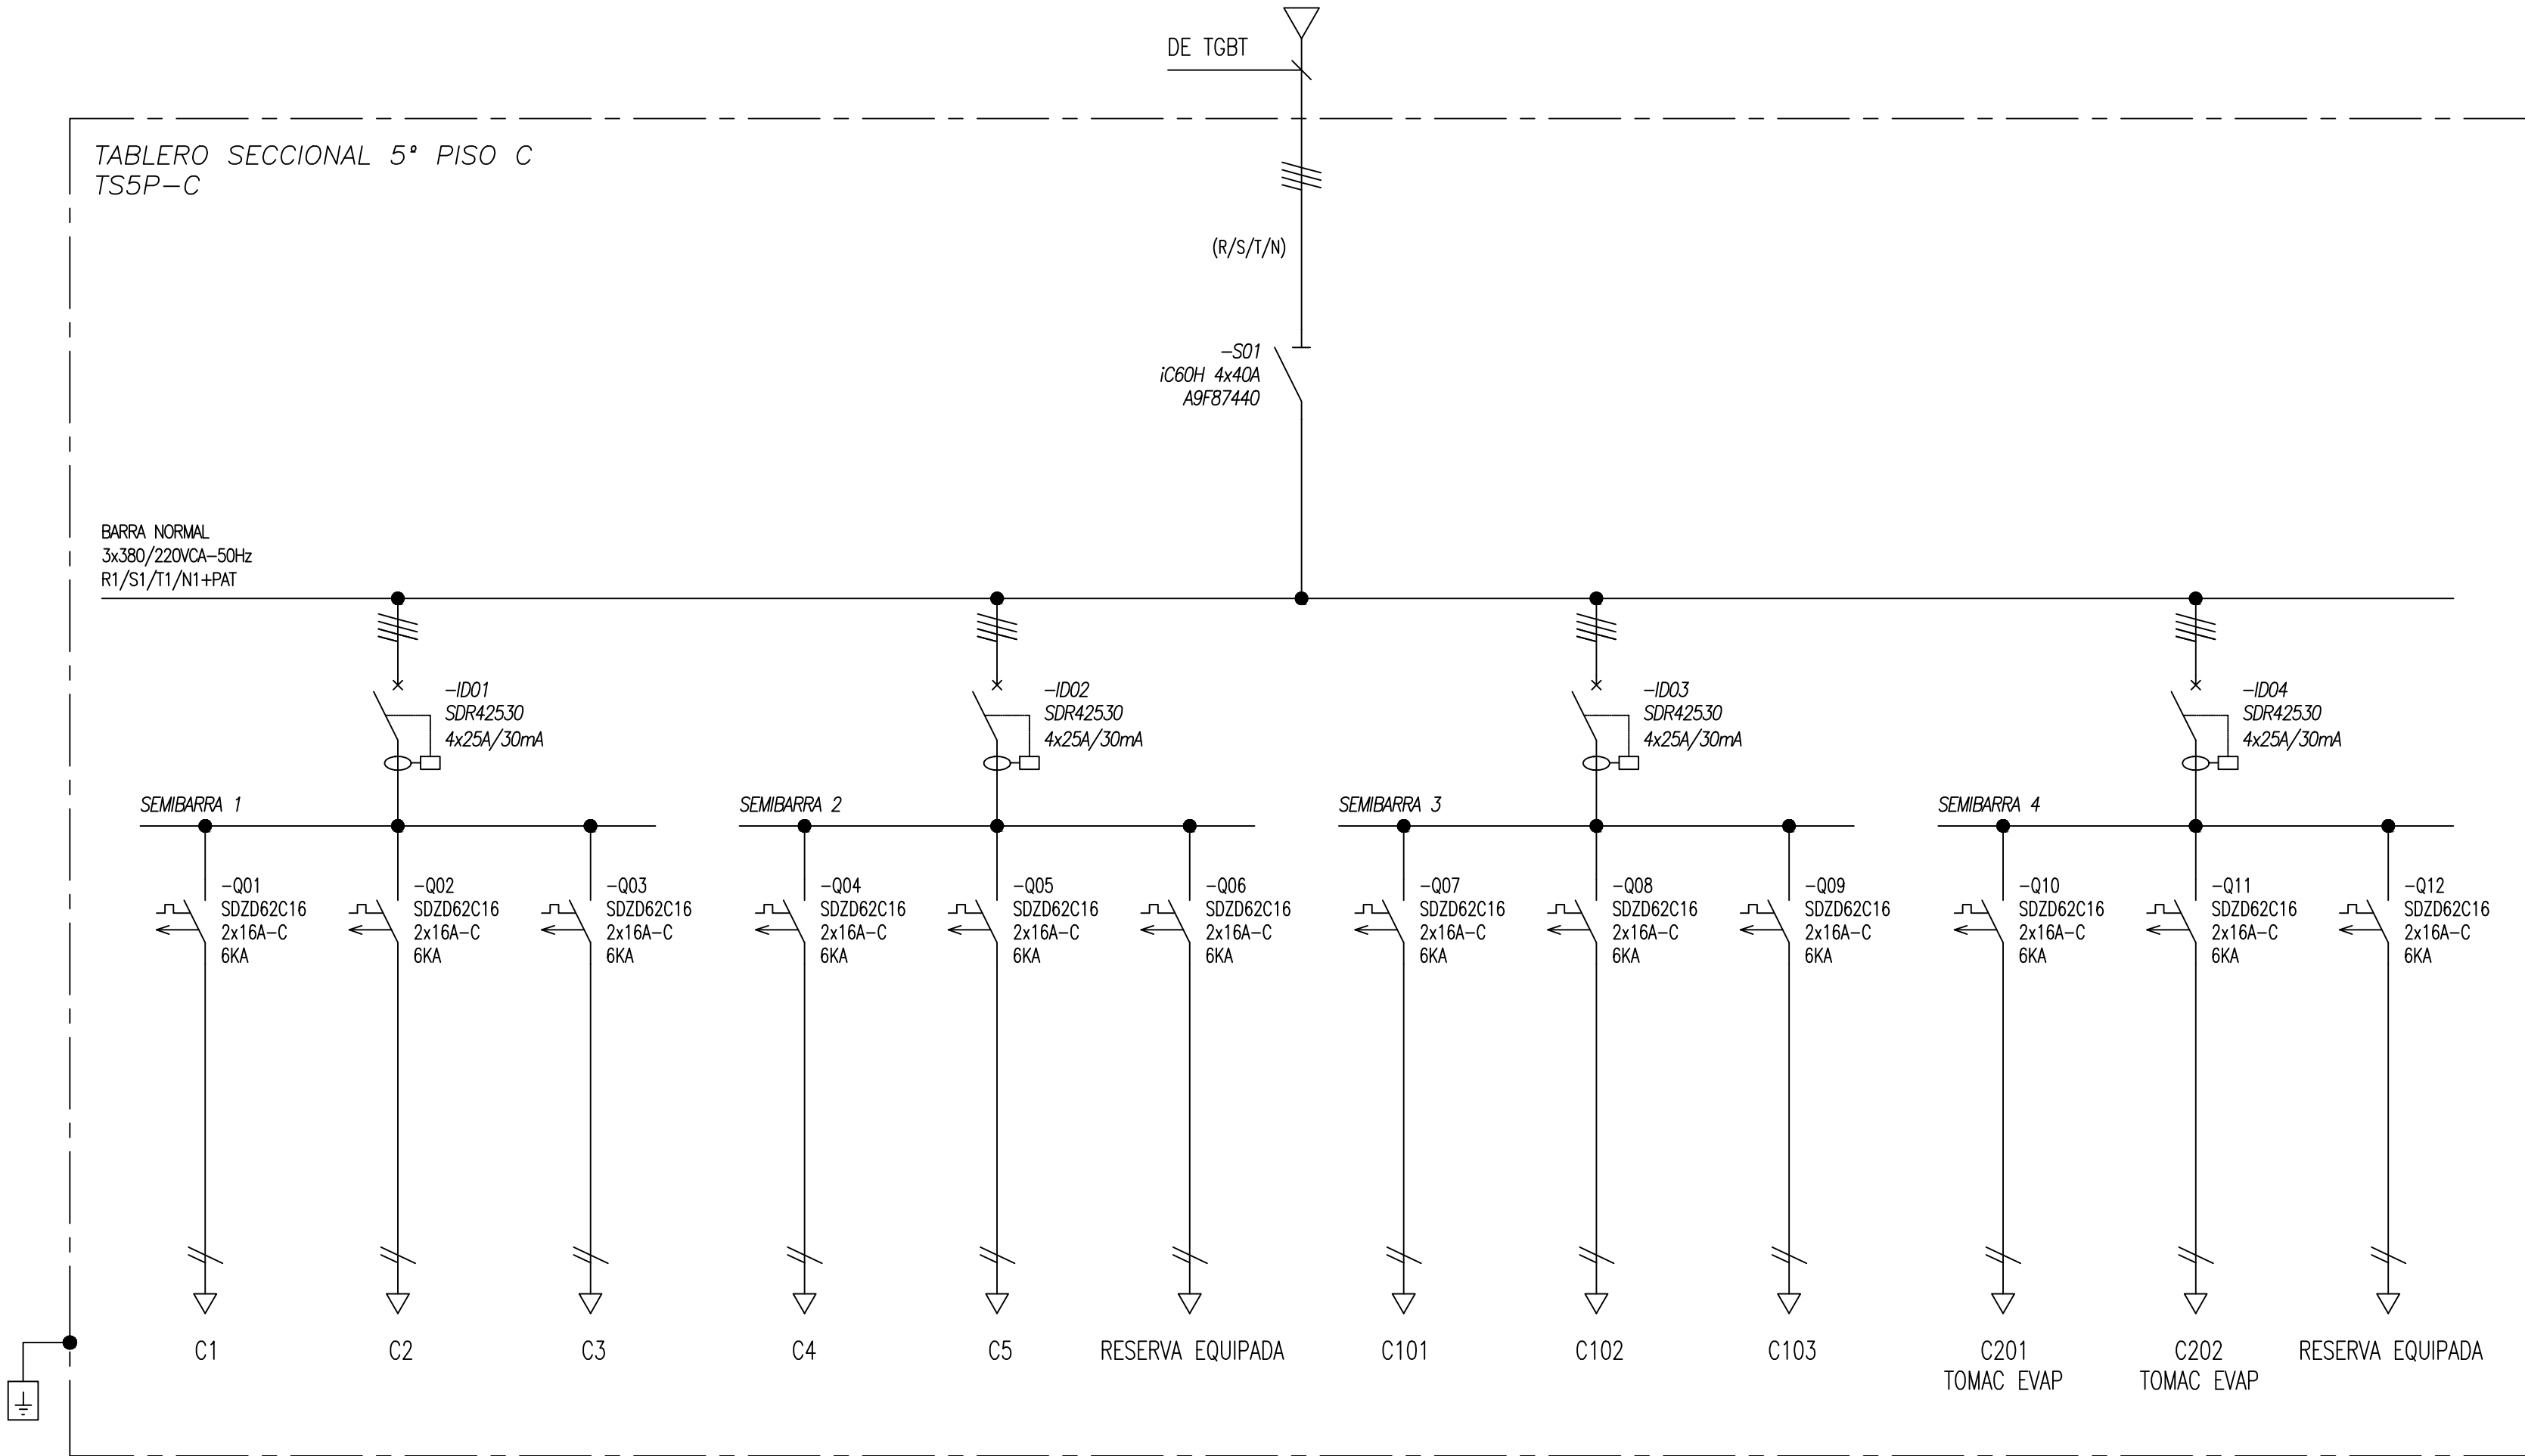 DE TGBT
TABLERO SECCIONAL 5º PISO C
TS5P-C
(R/S/T/N)
-S01
iC60H 4x40A
A9F87440
BARRA NORMAL
3x380/220VCA-50Hz
R1/S1/T1/N1+PAT
-ID01
SDR42530
4x25A/30mA
-ID02
SDR42530
4x25A/30mA
-ID03
SDR42530
4x25A/30mA
-ID04
SDR42530
4x25A/30mA
SEMIBARRA 1
SEMIBARRA 2
SEMIBARRA 3
SEMIBARRA 4
-Q01
SDZD62C16
2x16A-C
6KA
-Q02
SDZD62C16
2x16A-C
6KA
-Q03
SDZD62C16
2x16A-C
6KA
-Q04
SDZD62C16
2x16A-C
6KA
-Q05
SDZD62C16
2x16A-C
6KA
-Q06
SDZD62C16
2x16A-C
6KA
-Q07
SDZD62C16
2x16A-C
6KA
-Q08
SDZD62C16
2x16A-C
6KA
-Q09
SDZD62C16
2x16A-C
6KA
-Q10
SDZD62C16
2x16A-C
6KA
-Q11
SDZD62C16
2x16A-C
6KA
-Q12
SDZD62C16
2x16A-C
6KA
C1
C2
C3
C4
C5
RESERVA EQUIPADA
C101
C102
C103
C201
TOMAC EVAP
C202
TOMAC EVAP
RESERVA EQUIPADA